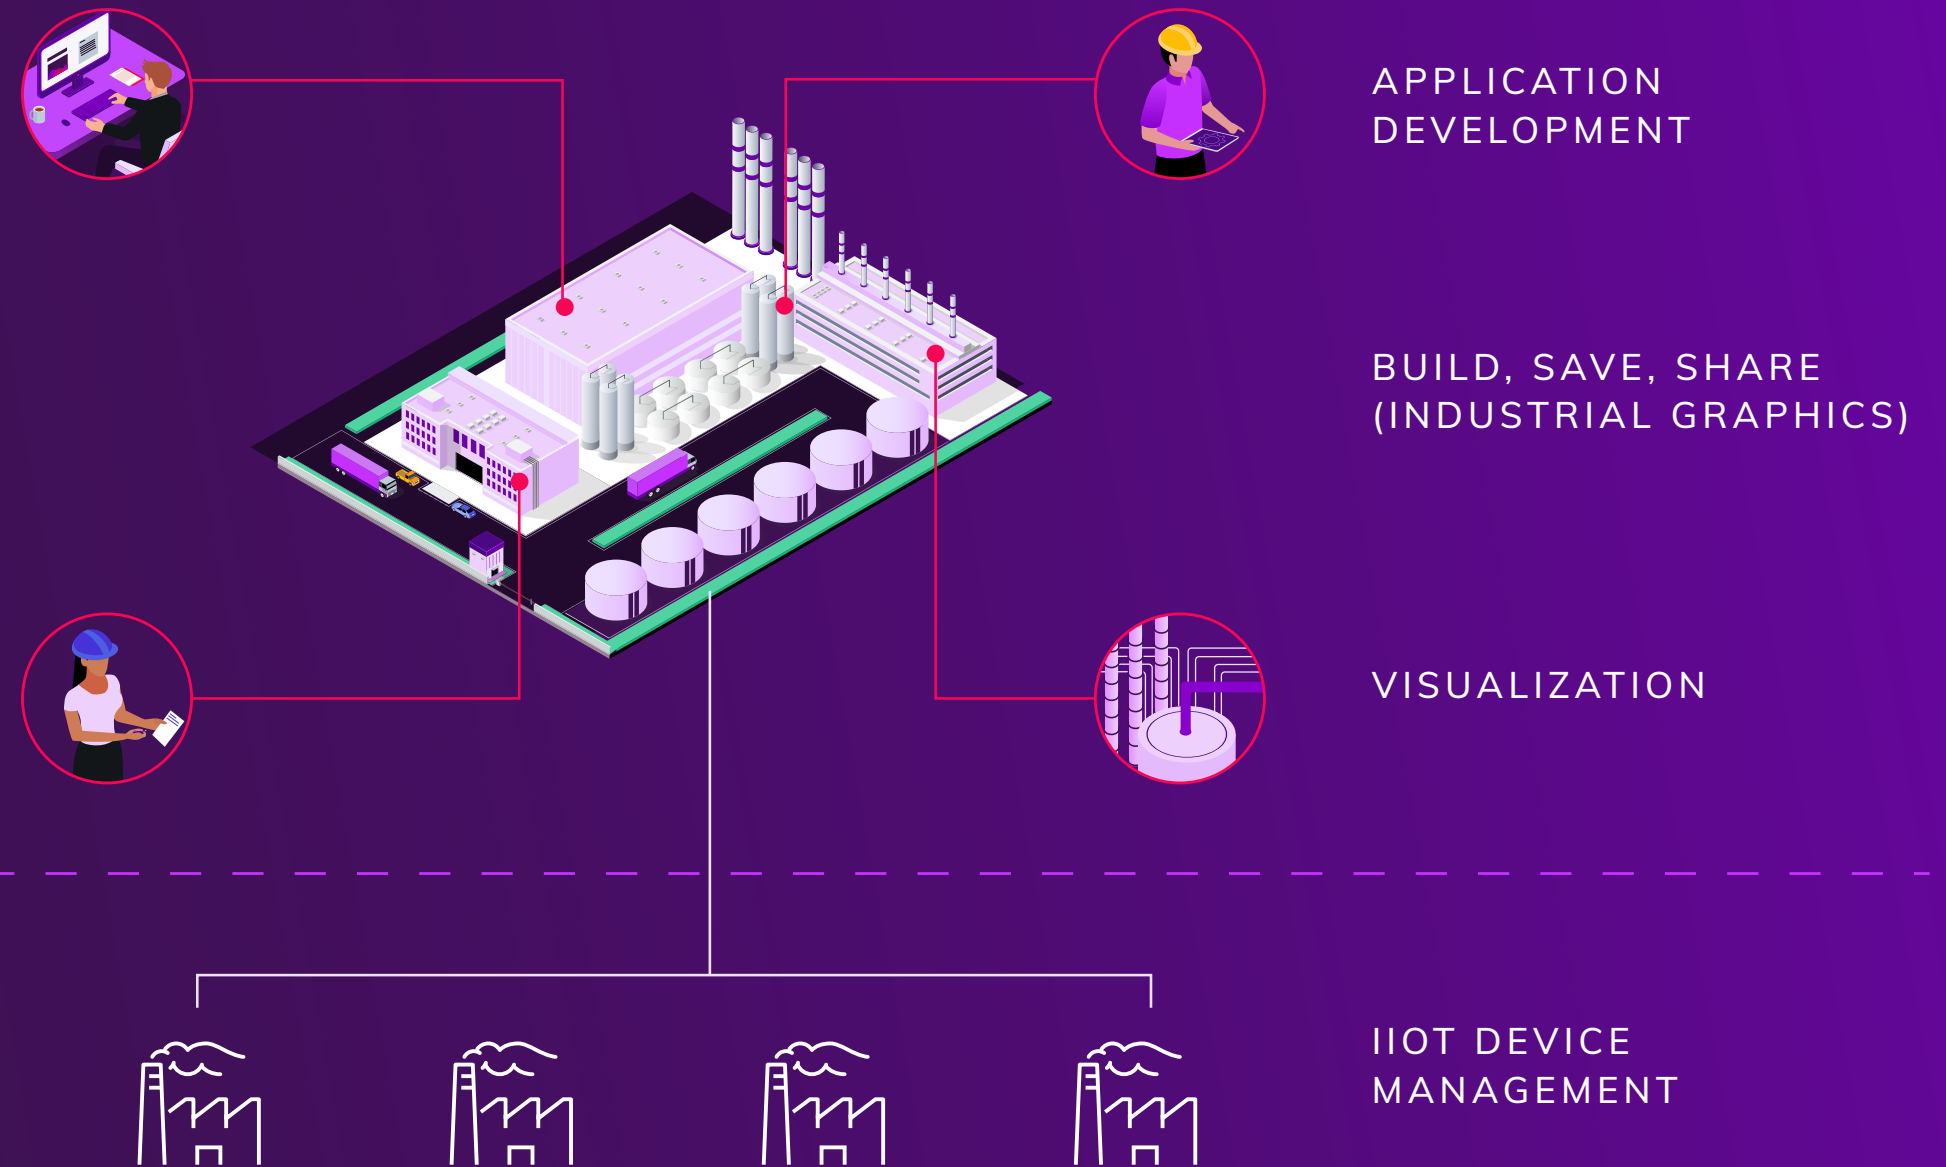 APPLICATION
DEVELOPMENT
BUILD, SAVE, SHARE
(INDUSTRIAL GRAPHICS)
VISUALIZATION
IIOT DEVICE
MANAGEMENT